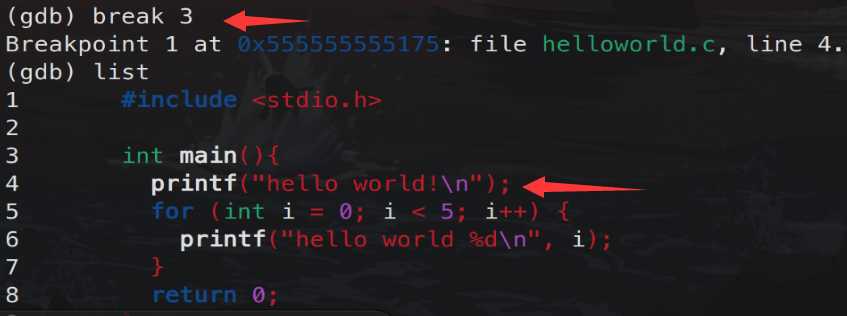 (gdb) break 3
Breakpoint 1 at 0x555555555175: file helloworld.c, line 4.
(gdb) list
1       #include <stdio.h>
2
3       int main(){
4         printf("hello world!\n");
5         for (int i = 0; i < 5; i++) {
6           printf("hello world %d\n", i);
7         }
8         return 0;